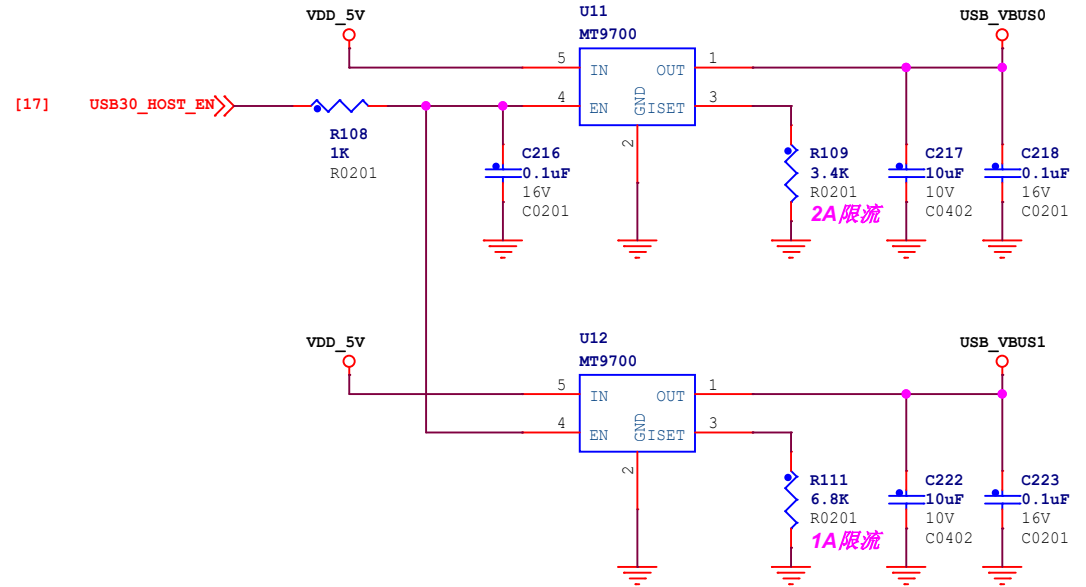 VDD_5V
U11
MT9700
USB_VBUS0
5
IN
OUT
1
[17]
USB30_HOST_EN
4
EN
GND
ISET
3
2
R108
1K
R0201
C216
0.1uF
16V
C0201
R109
3.4K
R0201
2A限流
C217
10uF
10V
C0402
C218
0.1uF
16V
C0201
VDD_5V
U12
MT9700
USB_VBUS1
5
IN
OUT
1
4
EN
GND
ISET
3
2
R111
6.8K
R0201
1A限流
C222
10uF
10V
C0402
C223
0.1uF
16V
C0201